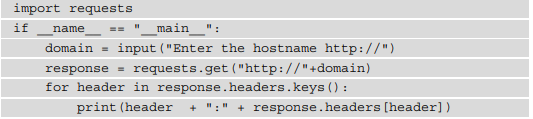 import requests
if __name__ == "__main__":
    domain = input("Enter the hostname http://")
    response = requests.get("http://"+domain)
    for header in response.headers.keys():
        print(header  + ":" + response.headers[header])